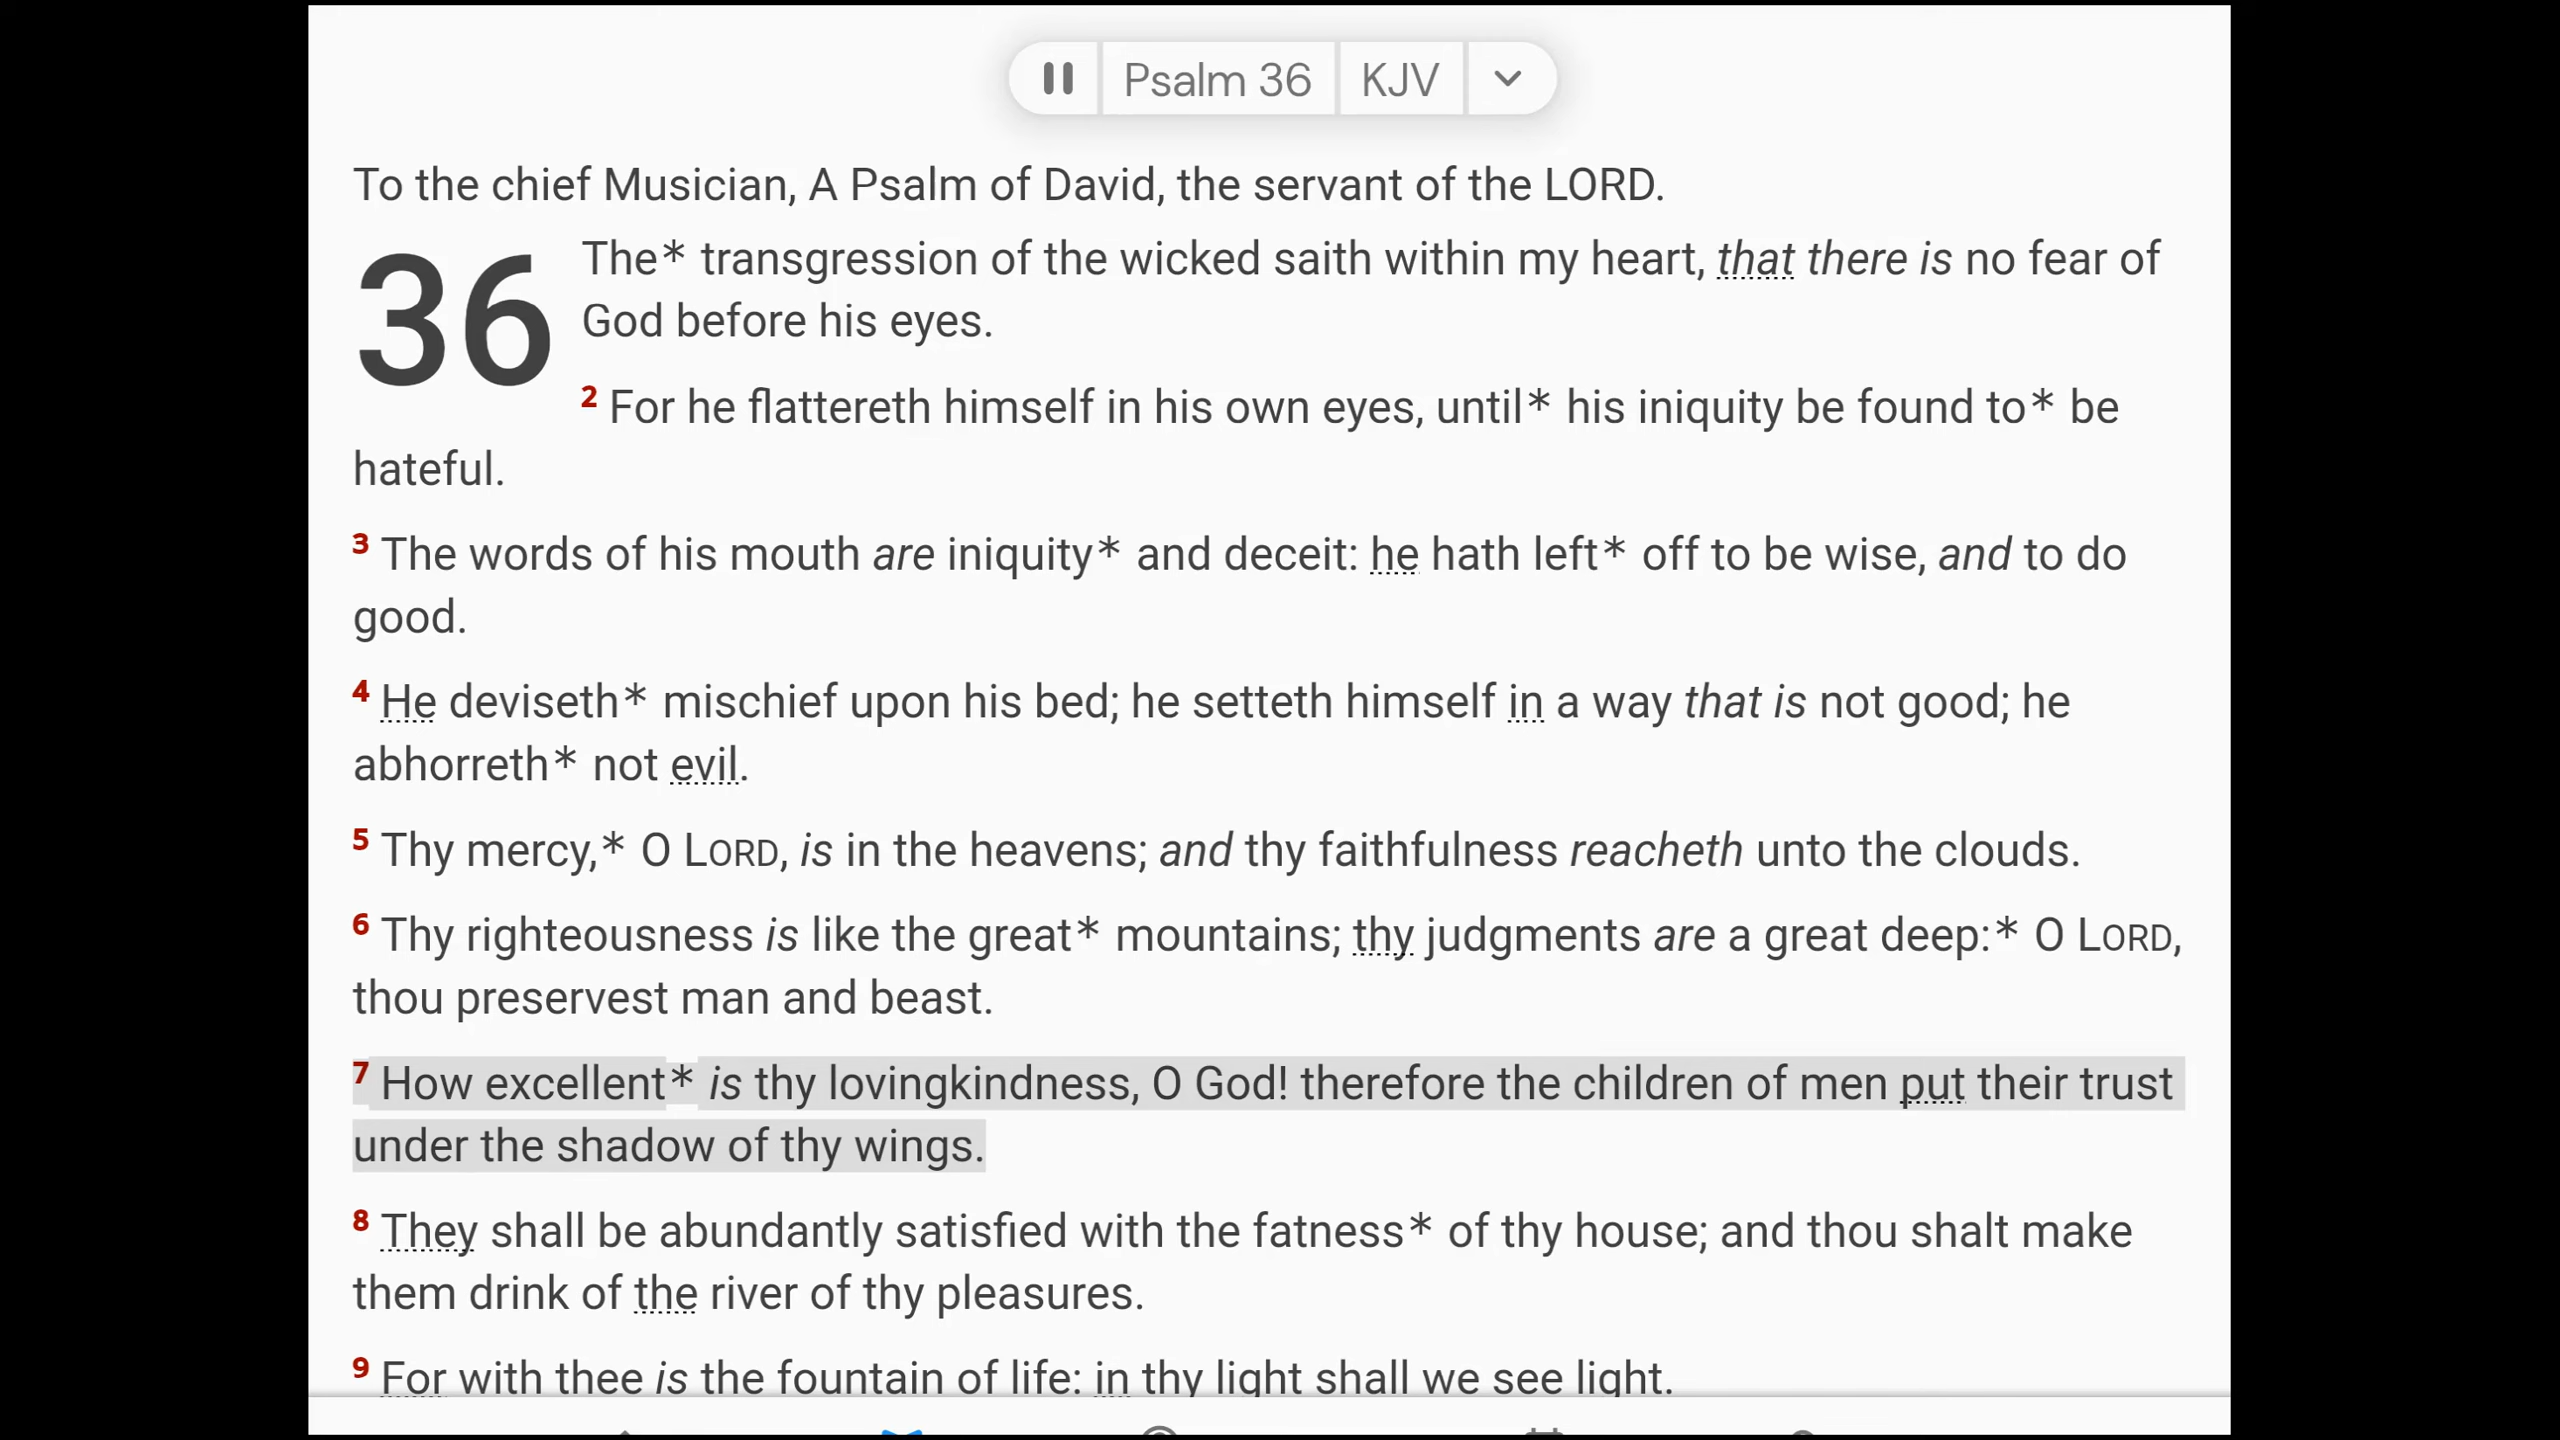 Psalm 36 KJV
To the chief Musician, A Psalm of David, the servant of the LORD.
36 The* transgression of the wicked saith within my heart, that there is no fear of
God before his eyes.
2 For he flattereth himself in his own eyes, until* his iniquity be found to* be
hateful.
3 The words of his mouth are iniquity* and deceit: he hath left* off to be wise, and to do
good.
4 He deviseth* mischief upon his bed; he setteth himself in a way that is not good; he
abhorreth* not evil.
5 Thy mercy,* O LORD, is in the heavens; and thy faithfulness reacheth unto the clouds.
6 Thy righteousness is like the great* mountains; thy judgments are a great deep:* O LORD,
thou preservest man and beast.
7 How excellent* is thy lovingkindness, O God! therefore the children of men put their trust
under the shadow of thy wings.
8 They shall be abundantly satisfied with the fatness* of thy house; and thou shalt make
them drink of the river of thy pleasures.
9 For with thee is the fountain of life: in thy light shall we see light.